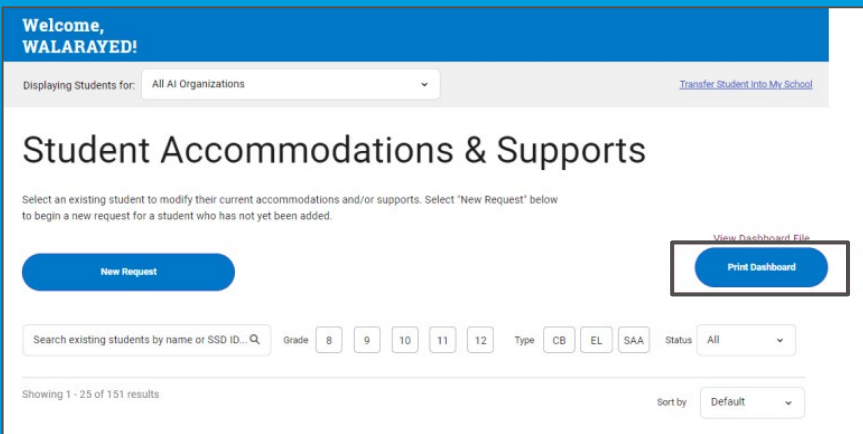 Welcome,
WALARAYED!
Displaying Students for: All AI Organizations
Transfer Student Into My School
Student Accommodations & Supports
Select an existing student to modify their current accommodations and/or supports. Select "New Request" below
to begin a new request for a student who has not yet been added.
View Dashboard File
New Request
Print Dashboard
Search existing students by name or SSD ID... Grade 8 9 10 11 12 Type CB EL SAA Status All
Showing 1 - 25 of 151 results
Sort by Default